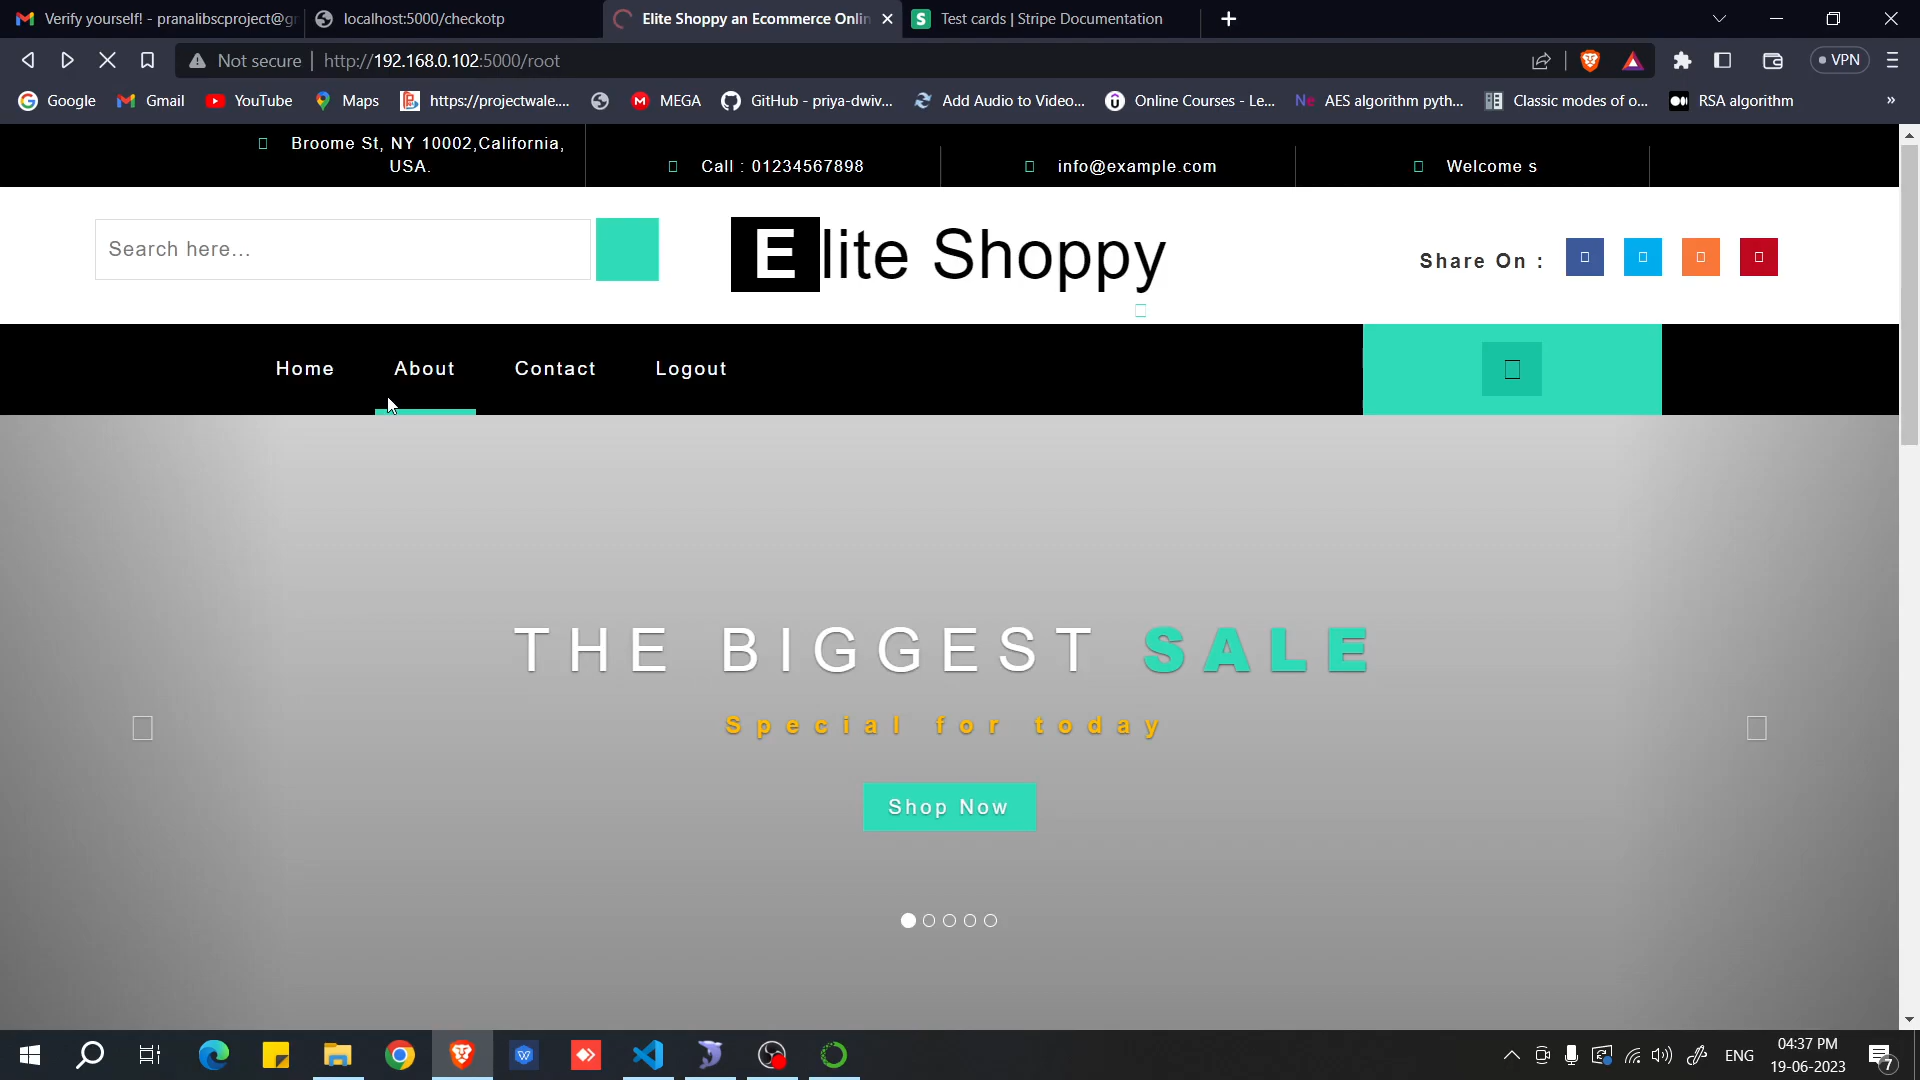 Verify yourself! - pranalibscproject@gr
localhost:5000/checkotp
Elite Shoppy an Ecommerce Onlin
Test cards | Stripe Documentation
Not secure
http://192.168.0.102:5000/root
VPN
Google
Gmail
YouTube
Maps
https://projectwale....
MEGA
GitHub - priya-dwiv...
Add Audio to Video...
Online Courses - Le...
AES algorithm pyth...
Classic modes of o...
RSA algorithm
»
Broome St, NY 10002,California,
USA.
Call : 01234567898
info@example.com
Welcome s
Search here...
Elite Shoppy
Share On :
Home
About
Contact
Logout
THE BIGGEST SALE
Special for today
Shop Now
ENG
04:37 PM
19-06-2023
7